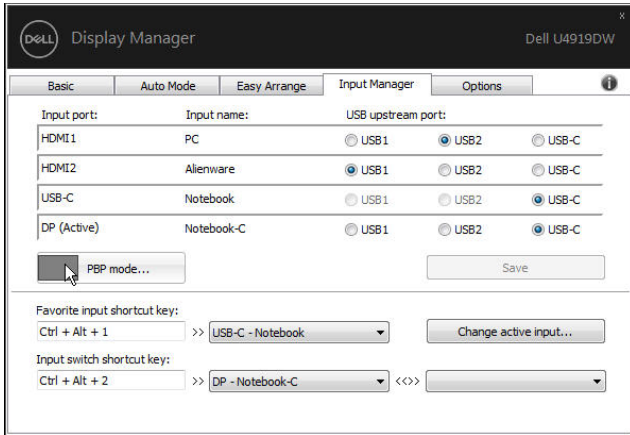 DELL Display Manager Dell U4919DW x
Basic Auto Mode Easy Arrange Input Manager Options i
Input port: Input name: USB upstream port:
HDMI1 PC USB1 USB2 USB-C
HDMI2 Alienware USB1 USB2 USB-C
USB-C Notebook USB1 USB2 USB-C
DP (Active) Notebook-C USB1 USB2 USB-C
PBP mode... Save
Favorite input shortcut key:
Ctrl + Alt + 1 >> USB-C - Notebook Change active input...
Input switch shortcut key:
Ctrl + Alt + 2 >> DP - Notebook-C <<>>